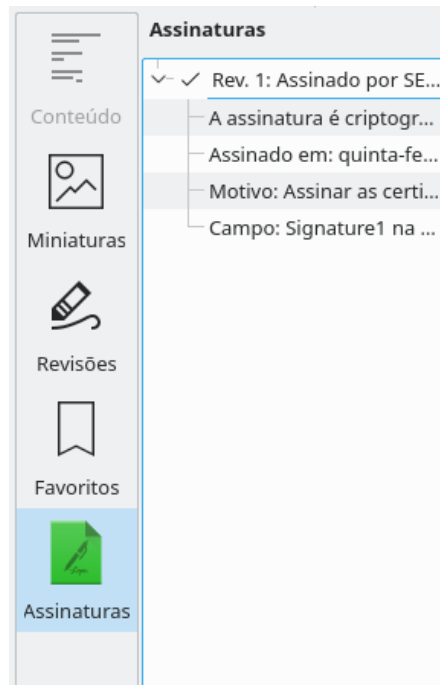 Assinaturas
Conteúdo
Miniaturas
Revisões
Favoritos
Assinaturas
Rev. 1: Assinado por SE...
A assinatura é criptogr...
Assinado em: quinta-fe...
Motivo: Assinar as certi...
Campo: Signature1 na ...